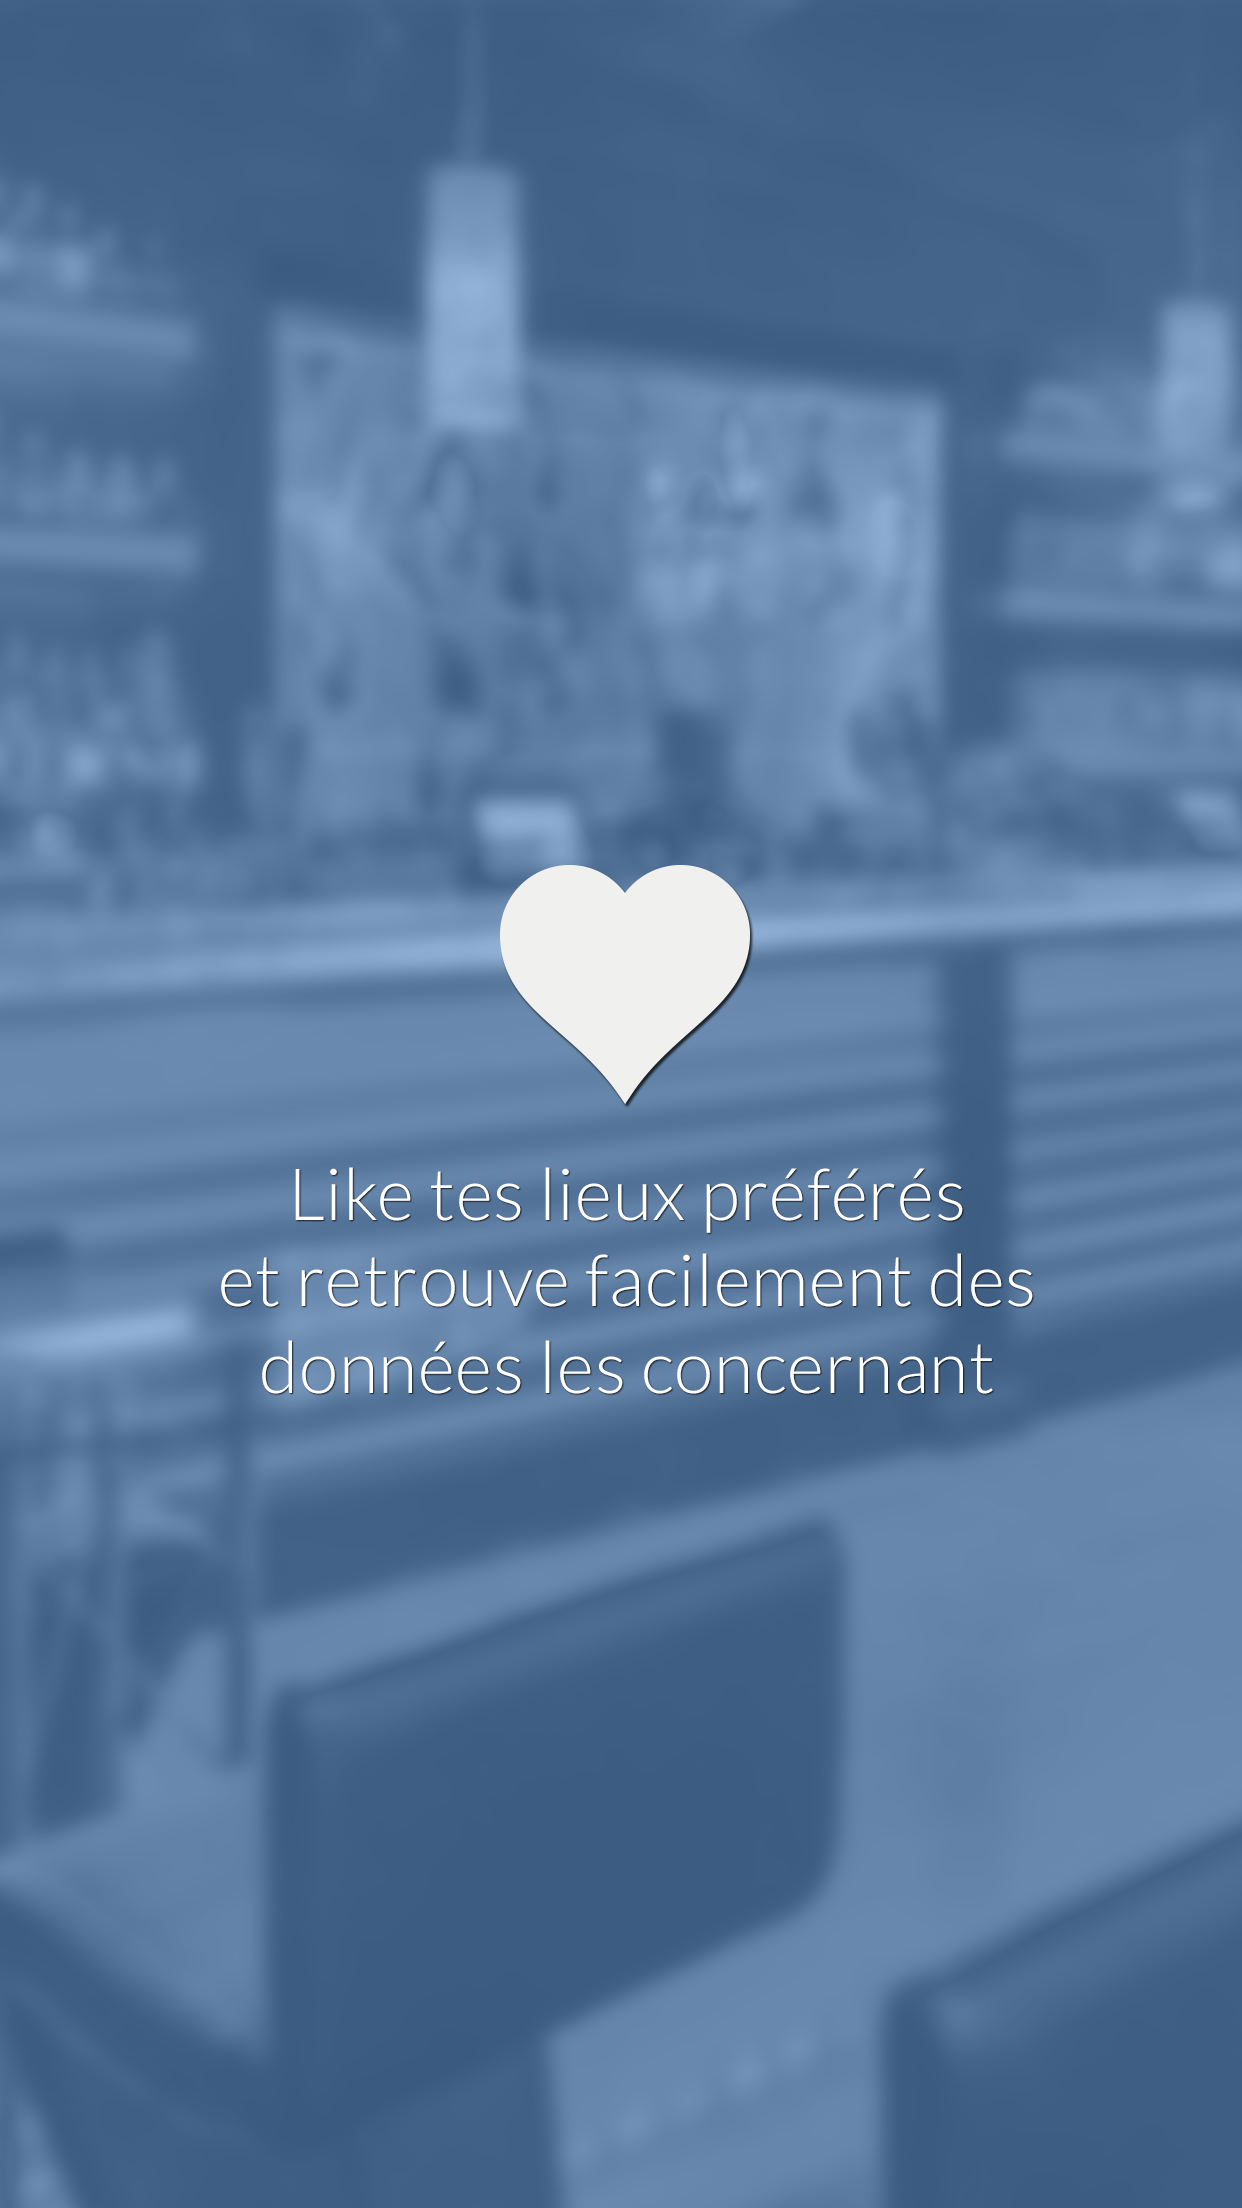 Like tes lieux préférés
et retrouve facilement des
données les concernant